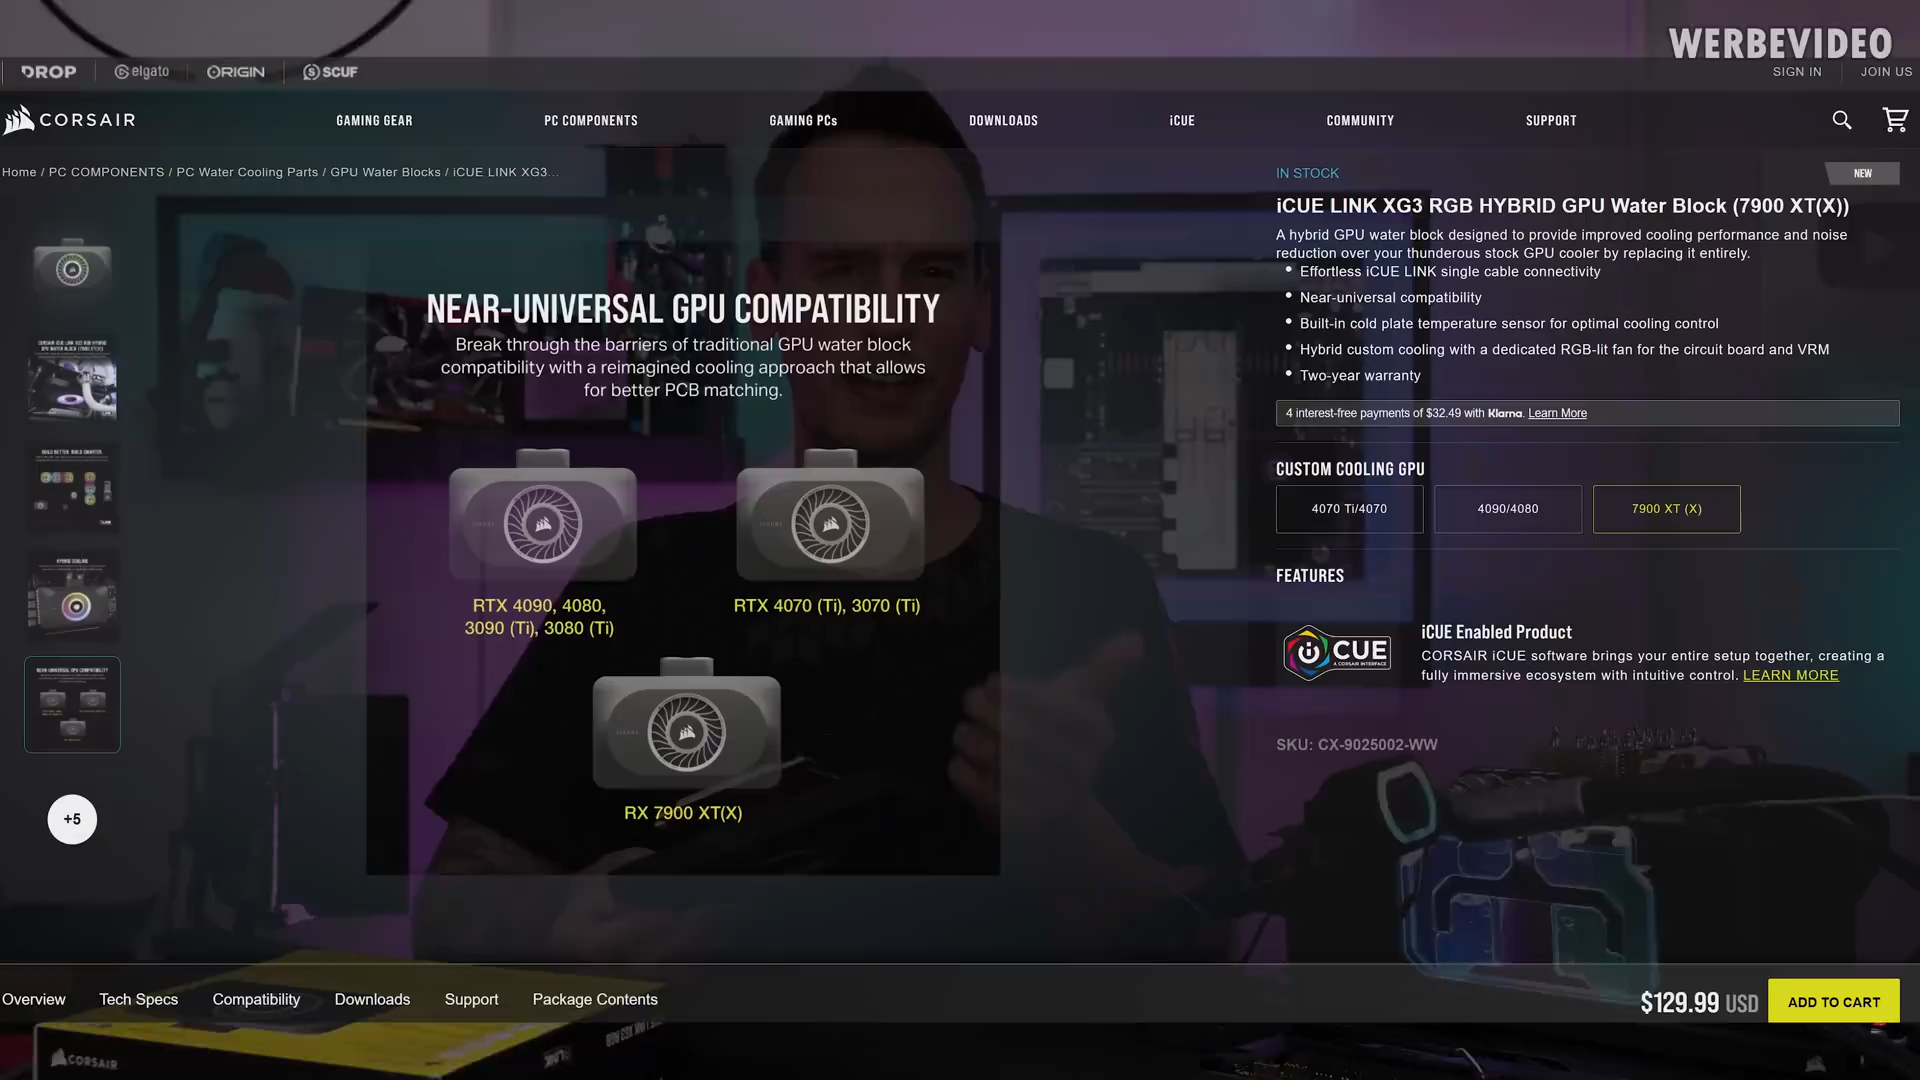 WERBEVIDEO
DROP
elgato
ORIGIN
SCUF
SIGN IN
JOIN US
CORSAIR
GAMING GEAR
PC COMPONENTS
GAMING PCs
DOWNLOADS
iCUE
COMMUNITY
SUPPORT
Home / PC COMPONENTS / PC Water Cooling Parts / GPU Water Blocks / iCUE LINK XG3...
IN STOCK
NEW
iCUE LINK XG3 RGB HYBRID GPU Water Block (7900 XT(X))
A hybrid GPU water block designed to provide improved cooling performance and noise
reduction over your thunderous stock GPU cooler by replacing it entirely.
• Effortless iCUE LINK single cable connectivity
• Near-universal compatibility
• Built-in cold plate temperature sensor for optimal cooling control
• Hybrid custom cooling with a dedicated RGB-lit fan for the circuit board and VRM
• Two-year warranty
4 interest-free payments of $32.49 with Klarna. Learn More
CUSTOM COOLING GPU
4070 Ti/4070
4090/4080
7900 XT (X)
FEATURES
iCUE
A CORSAIR INTERFACE
iCUE Enabled Product
CORSAIR iCUE software brings your entire setup together, creating a
fully immersive ecosystem with intuitive control. LEARN MORE
SKU: CX-9025002-WW
NEAR-UNIVERSAL GPU COMPATIBILITY
Break through the barriers of traditional GPU water block
compatibility with a reimagined cooling approach that allows
for better PCB matching.
RTX 4090, 4080,
3090 (Ti), 3080 (Ti)
RTX 4070 (Ti), 3070 (Ti)
RX 7900 XT(X)
HYBRID COOLING
NEAR-UNIVERSAL GPU COMPATIBILITY
+5
Overview
Tech Specs
Compatibility
Downloads
Support
Package Contents
$129.99 USD
ADD TO CART
CORSAIR